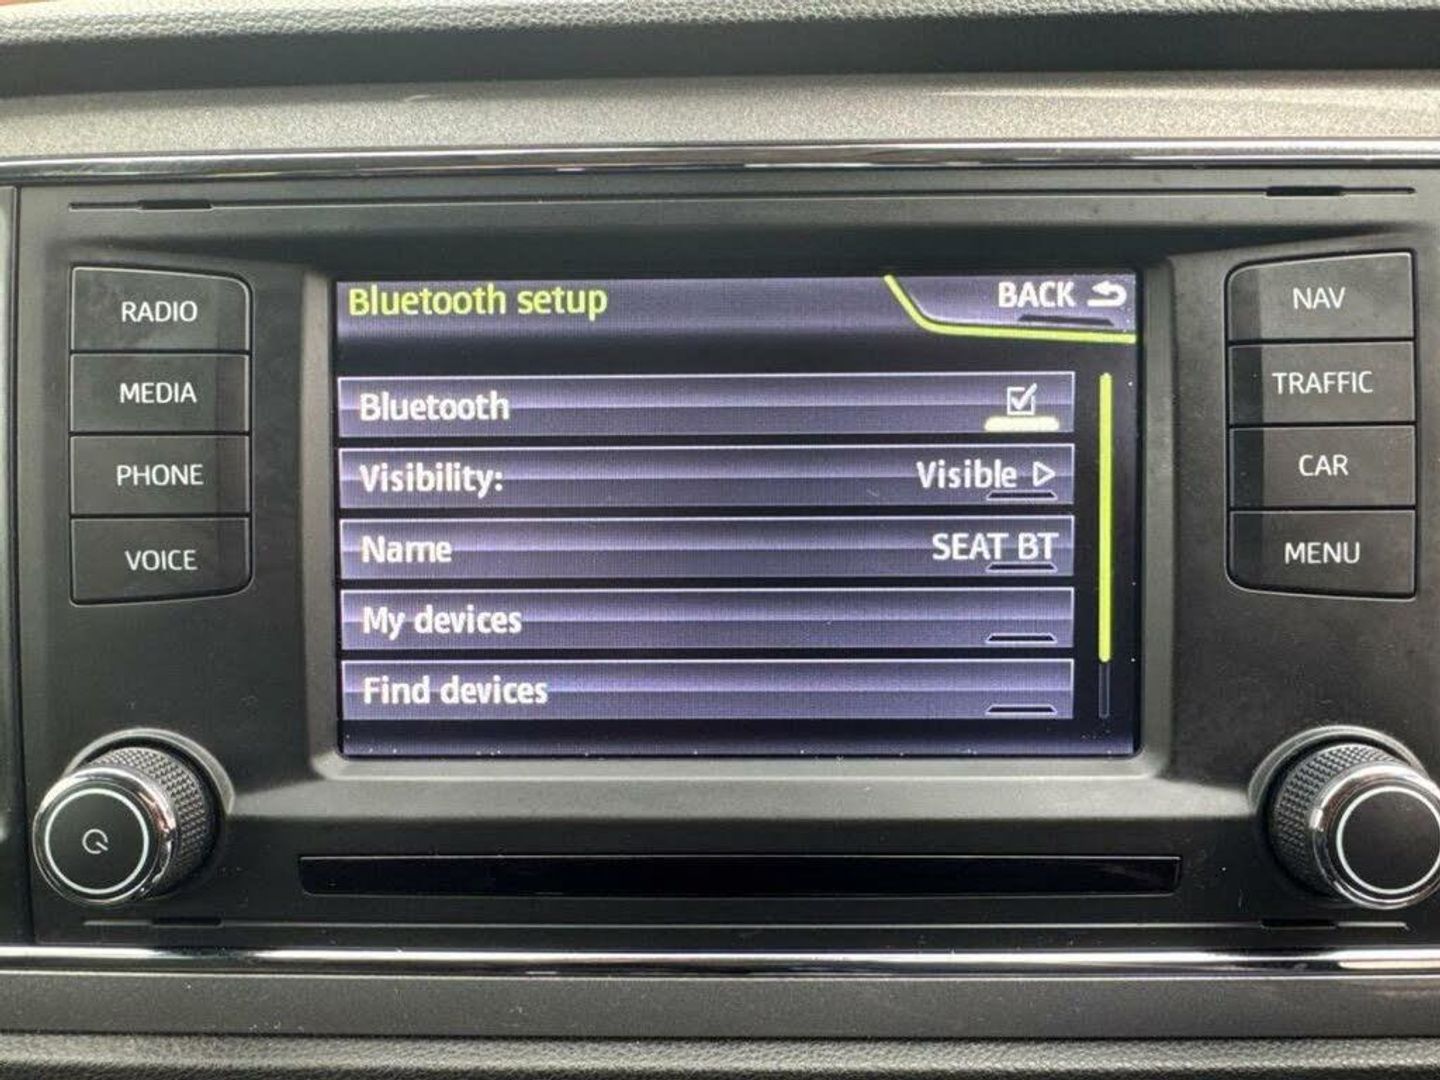 Bluetooth setup BACK
RADIO
MEDIA
PHONE
VOICE
Bluetooth
Visibility: Visible
Name SEAT BT
My devices
Find devices
NAV
TRAFFIC
CAR
MENU